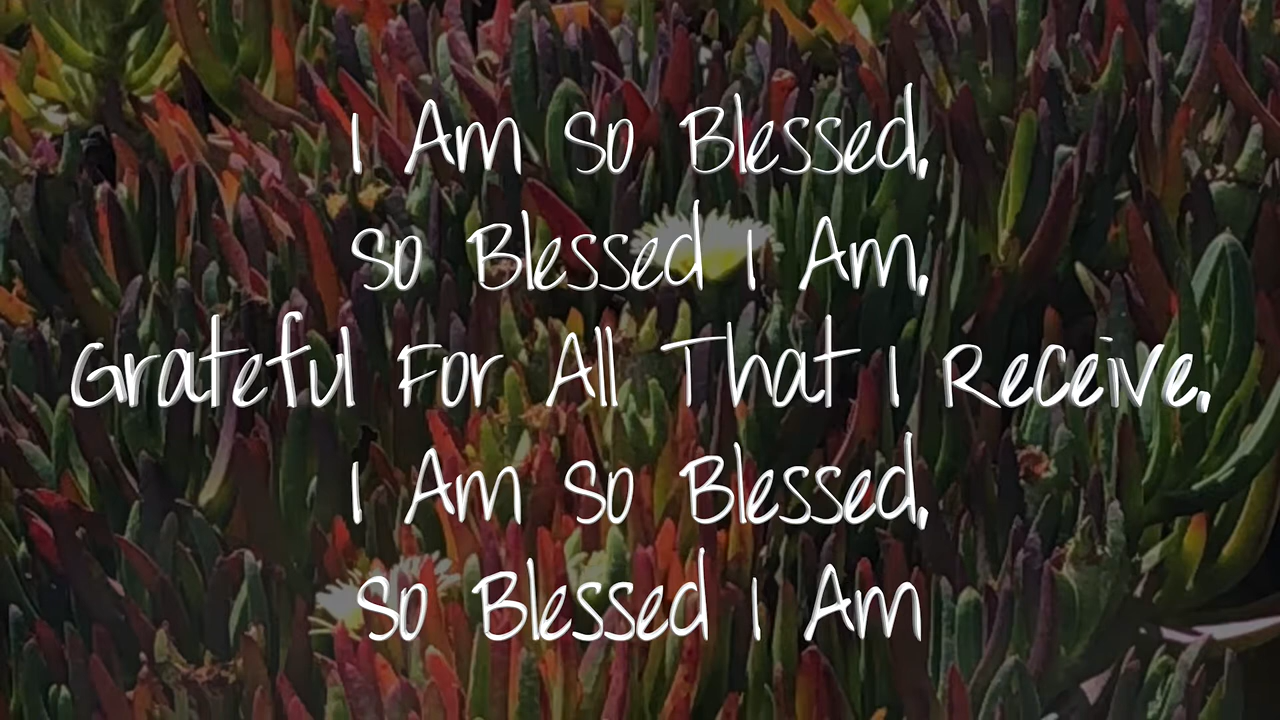 I Am So Blessed,
So Blessed I Am,
Grateful For All That I Receive,
I Am So Blessed,
So Blessed I Am